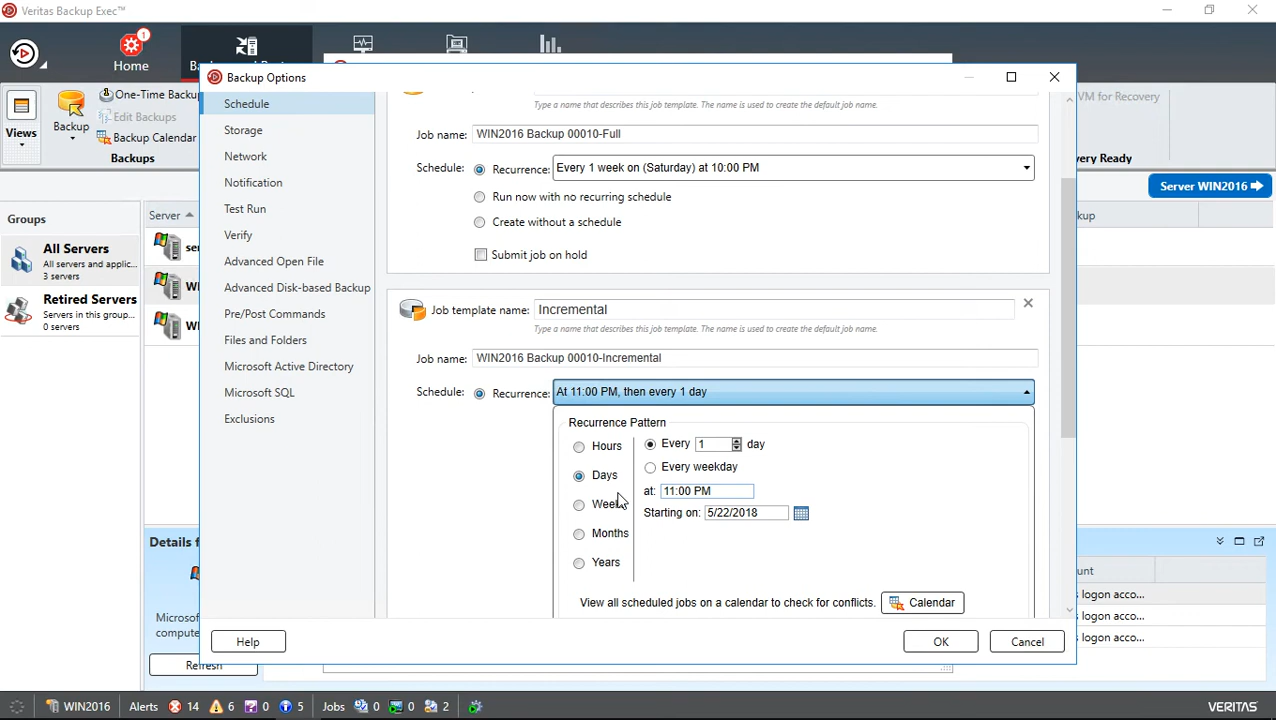 Veritas Backup Exec™
1
Home
Views
Backup
One-Time Backu
Edit Backups
Backup Calendar
Backups
VM for Recovery
very Ready
Server WIN2016
Groups
All Servers
All servers and applic...
3 servers
Retired Servers
Servers in this group...
0 servers
Server
kup
Backup Options
Schedule
Storage
Network
Notification
Test Run
Verify
Advanced Open File
Advanced Disk-based Backup
Pre/Post Commands
Files and Folders
Microsoft Active Directory
Microsoft SQL
Exclusions
Type a name that describes this job template. The name is used to create the default job name.
Job name: WIN2016 Backup 00010-Full
Schedule: Recurrence: Every 1 week on (Saturday) at 10:00 PM
Run now with no recurring schedule
Create without a schedule
Submit job on hold
Job template name: Incremental
Type a name that describes this job template. The name is used to create the default job name.
Job name: WIN2016 Backup 00010-Incremental
Schedule: Recurrence: At 11:00 PM, then every 1 day
Recurrence Pattern
Hours
Days
Weeks
Months
Years
Every 1 day
Every weekday
at: 11:00 PM
Starting on: 5/22/2018
View all scheduled jobs on a calendar to check for conflicts. Calendar
Help
OK
Cancel
Details f
Microsof
compute
Refresh
ount
s logon acco...
s logon acco...
s logon acco...
WIN2016 Alerts 14 6 0 5 Jobs 0 0 2
VERITAS